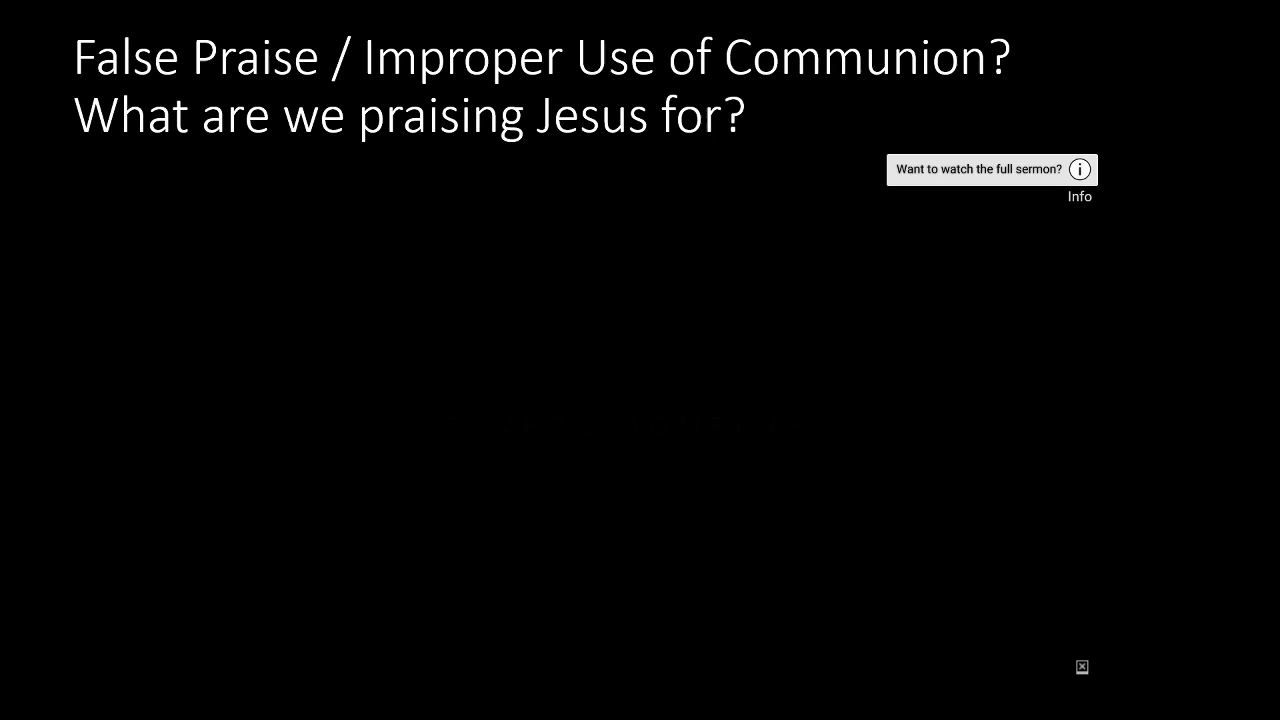 False Praise / Improper Use of Communion?
What are we praising Jesus for?
Want to watch the full sermon?
Info